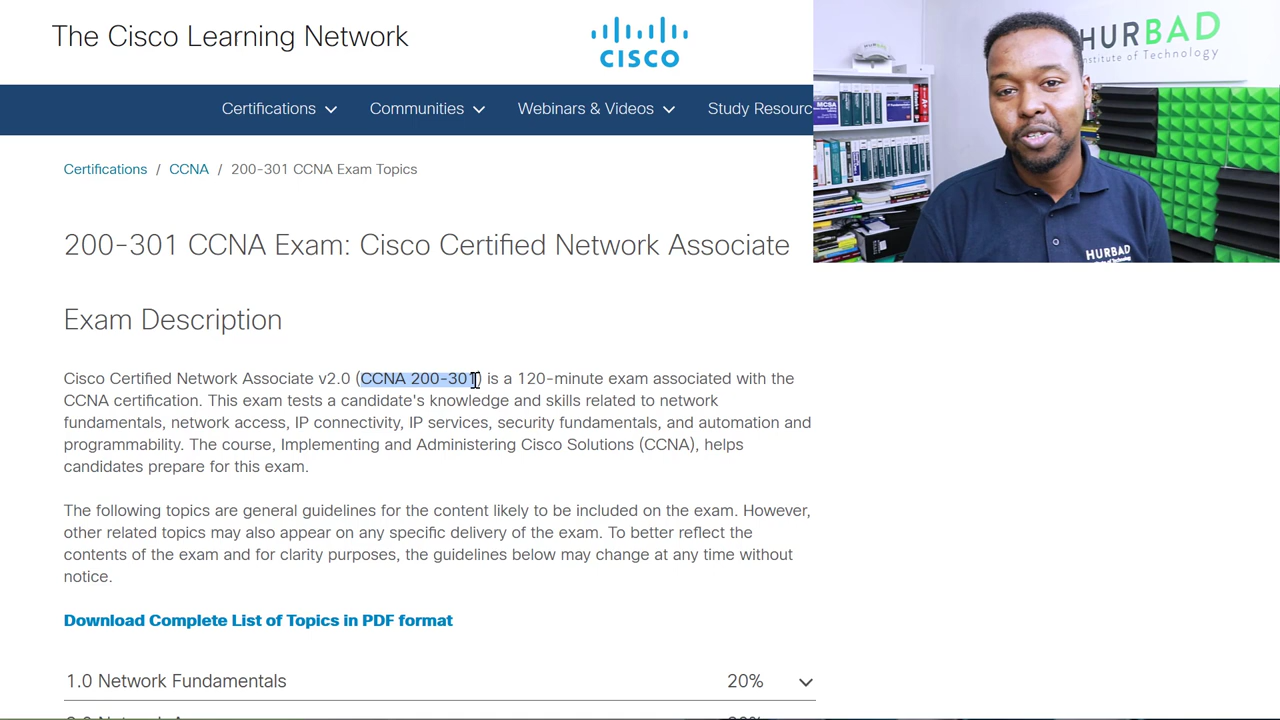 The Cisco Learning Network
CISCO
Certifications Communities Webinars & Videos Study Resourc
HURBAD
Institute of Technology
MCSA
A+
HURBAD
Certifications / CCNA / 200-301 CCNA Exam Topics
200-301 CCNA Exam: Cisco Certified Network Associate
Exam Description
Cisco Certified Network Associate v2.0 (CCNA 200-301) is a 120-minute exam associated with the
CCNA certification. This exam tests a candidate's knowledge and skills related to network
fundamentals, network access, IP connectivity, IP services, security fundamentals, and automation and
programmability. The course, Implementing and Administering Cisco Solutions (CCNA), helps
candidates prepare for this exam.
The following topics are general guidelines for the content likely to be included on the exam. However,
other related topics may also appear on any specific delivery of the exam. To better reflect the
contents of the exam and for clarity purposes, the guidelines below may change at any time without
notice.
Download Complete List of Topics in PDF format
1.0 Network Fundamentals 20%